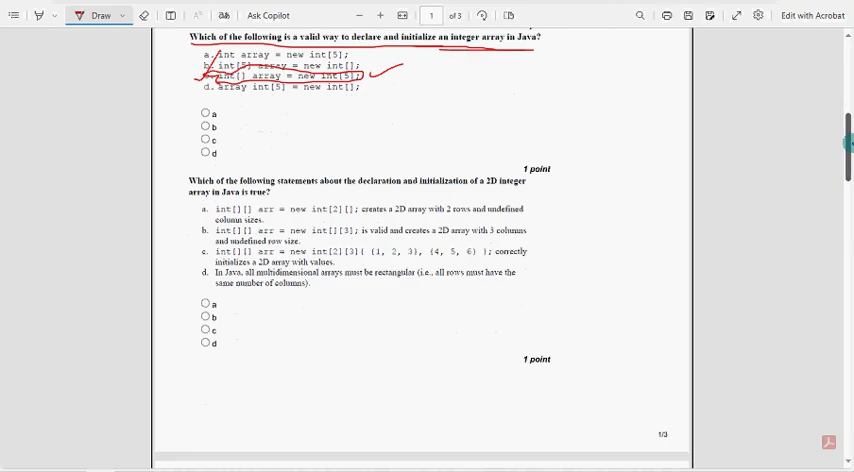 Draw
Ask Copilot
1 of 3
Edit with Acrobat
Which of the following is a valid way to declare and initialize an integer array in Java?
a. int array = new int[5];
b. int[5] array = new int[];
int[] array = new int[5];
d. array int[5] = new int[];
a
b
c
d
1 point
Which of the following statements about the declaration and initialization of a 2D integer
array in Java is true?
a. int[][] arr = new int[2][]; creates a 2D array with 2 rows and undefined
column sizes.
b. int[][] arr = new int[][3]; is valid and creates a 2D array with 3 columns
and undefined row size.
c. int[][] arr = new int[2][3]{ {1, 2, 3}, {4, 5, 6} }; correctly
initializes a 2D array with values.
d. In Java, all multidimensional arrays must be rectangular (i.e., all rows must have the
same number of columns).
a
b
c
d
1 point
1/3